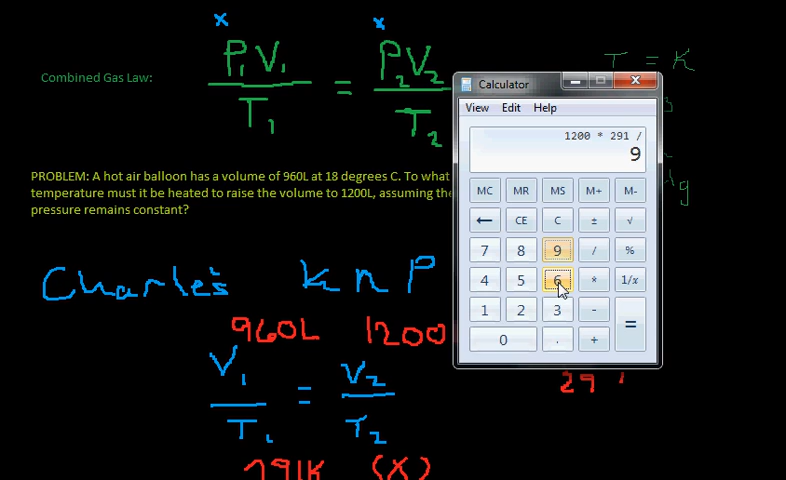 Combined Gas Law:
P₁V₁ / T₁ = P₂V₂ / T₂
x x
T = K
Calculator
View Edit Help
1200 * 291 /
9
MC MR MS M+ M-
← CE C ± √
7 8 9 / %
4 5 6 * 1/x
1 2 3 - =
0 . +
PROBLEM: A hot air balloon has a volume of 960L at 18 degrees C. To what
temperature must it be heated to raise the volume to 1200L, assuming the
pressure remains constant?
Charle's k n P
960L 1200
V₁ / T₁ = V₂ / T₂
291K (x)